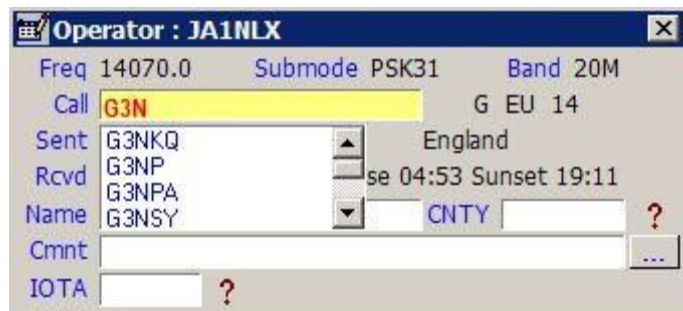 Operator : JA1NLX
Freq 14070.0 Submode PSK31 Band 20M
Call G3N G EU 14
Sent G3NKQ England
Rcvd G3NP se 04:53 Sunset 19:11
G3NPA
Name G3NSY CNTY ?
Cmnt ...
IOTA ?